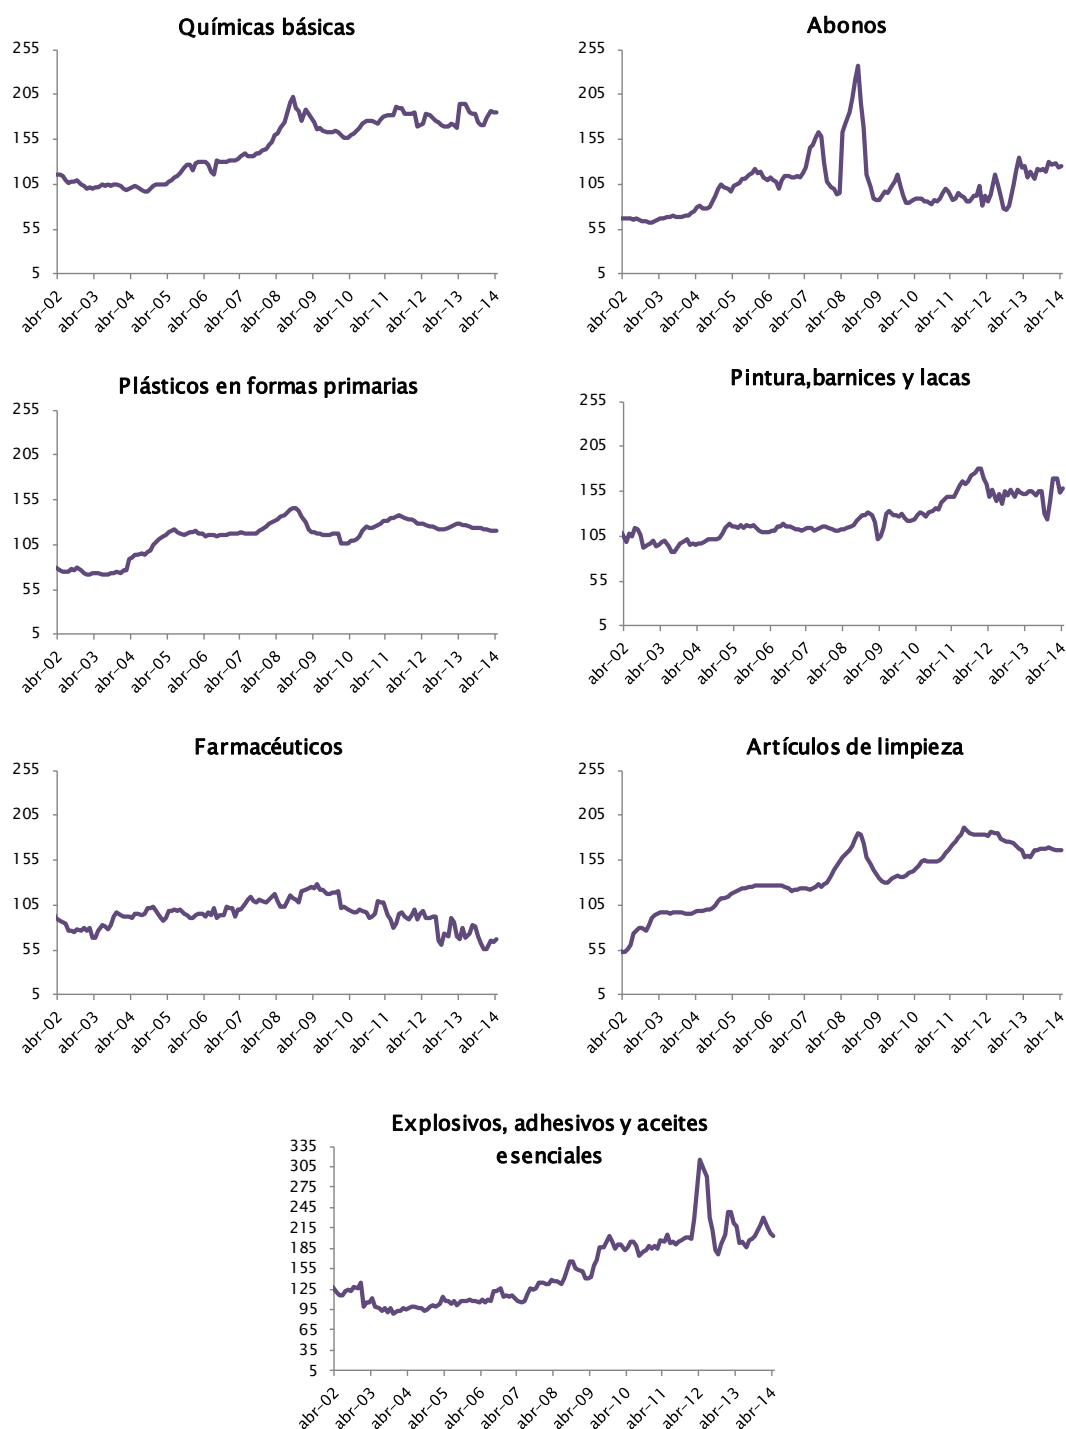 Químicas básicas
255
205
155
105
55
5
abr-02
abr-03
abr-04
abr-05
abr-06
abr-07
abr-08
abr-09
abr-10
abr-11
abr-12
abr-13
abr-14
Abonos
255
205
155
105
55
5
abr-02
abr-03
abr-04
abr-05
abr-06
abr-07
abr-08
abr-09
abr-10
abr-11
abr-12
abr-13
abr-14
Plásticos en formas primarias
255
205
155
105
55
5
abr-02
abr-03
abr-04
abr-05
abr-06
abr-07
abr-08
abr-09
abr-10
abr-11
abr-12
abr-13
abr-14
Pintura,barnices y lacas
255
205
155
105
55
5
abr-02
abr-03
abr-04
abr-05
abr-06
abr-07
abr-08
abr-09
abr-10
abr-11
abr-12
abr-13
abr-14
Farmacéuticos
255
205
155
105
55
5
abr-02
abr-03
abr-04
abr-05
abr-06
abr-07
abr-08
abr-09
abr-10
abr-11
abr-12
abr-13
abr-14
Artículos de limpieza
255
205
155
105
55
5
abr-02
abr-03
abr-04
abr-05
abr-06
abr-07
abr-08
abr-09
abr-10
abr-11
abr-12
abr-13
abr-14
Explosivos, adhesivos y aceites
esenciales
335
305
275
245
215
185
155
125
95
65
35
5
abr-02
abr-03
abr-04
abr-05
abr-06
abr-07
abr-08
abr-09
abr-10
abr-11
abr-12
abr-13
abr-14